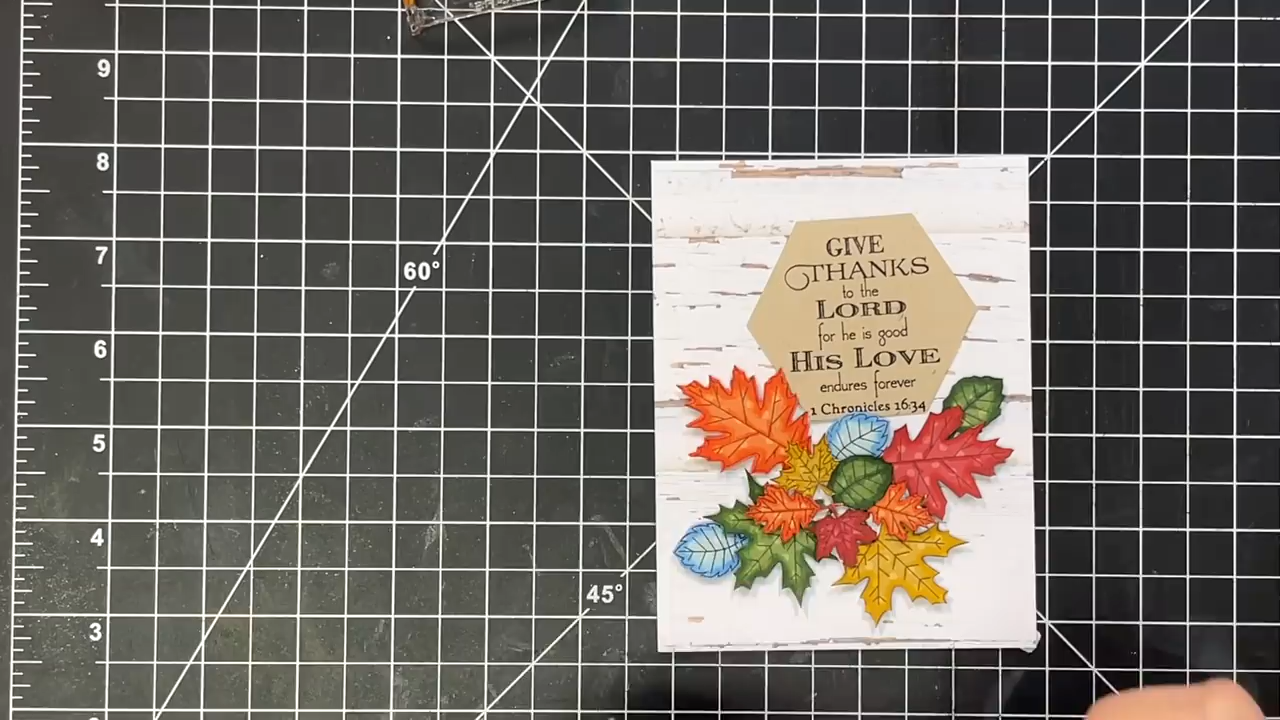 9
8
7
60°
6
5
4
45°
3
GIVE
THANKS
to the
LORD
for he is good
HIS LOVE
endures forever
1 Chronicles 16:34